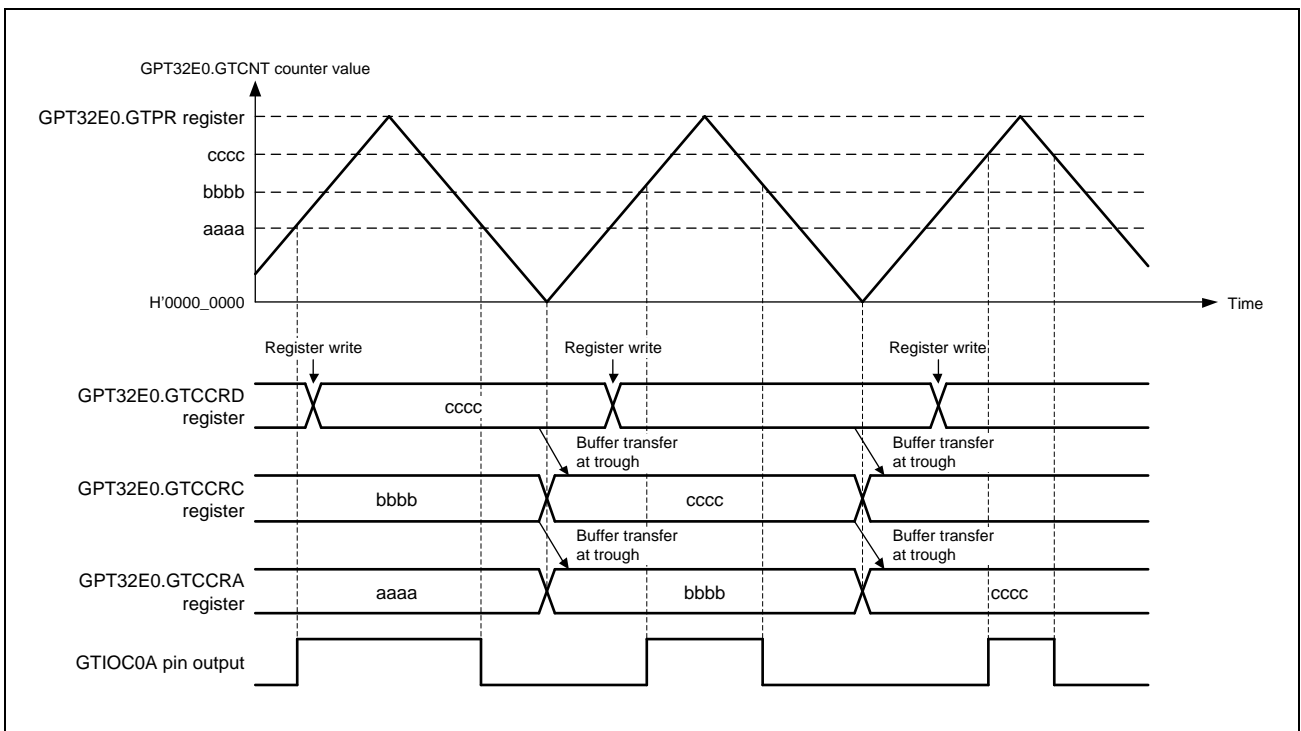 GPT32E0.GTCNT counter value
GPT32E0.GTPR register
cccc
bbbb
aaaa
H'0000_0000
Time
Register write
Register write
Register write
GPT32E0.GTCCRD
register
cccc
Buffer transfer
at trough
Buffer transfer
at trough
GPT32E0.GTCCRC
register
bbbb
cccc
Buffer transfer
at trough
Buffer transfer
at trough
GPT32E0.GTCCRA
register
aaaa
bbbb
cccc
GTIOC0A pin output